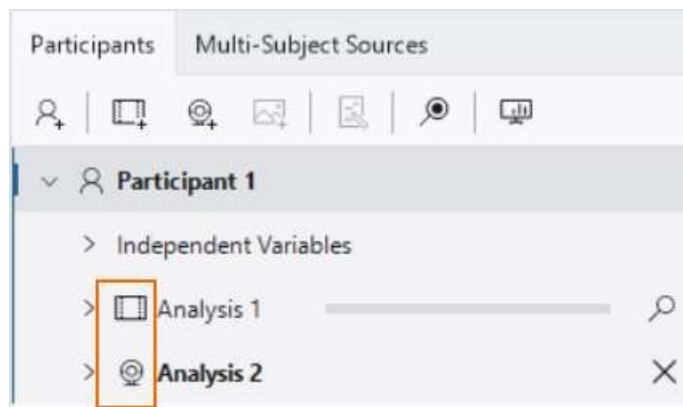 Participants Multi-Subject Sources
Participant 1
Independent Variables
Analysis 1
Analysis 2